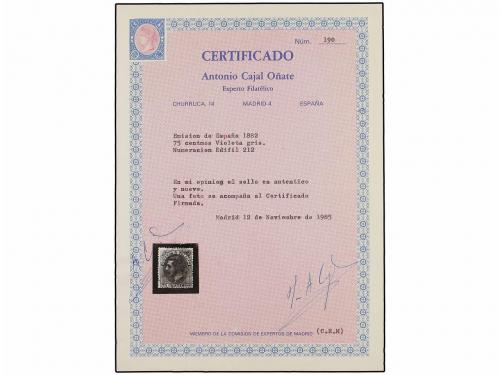 Núm. 190
CERTIFICADO
Antonio Cajal Oñate
Experto Filatélico
CHURRUCA, 14 MADRID-4 ESPAÑA
Emision de España 1882
75 centmos Violeta gris.
Numeracion Edifil 212
En mi opinion el sello es autentico
y nuevo.
Una foto se acompaña al Certificado
Firmada.
Madrid 12 de Noviembre de 1985
MIEMBRO DE LA COMISION DE EXPERTOS DE MADRID (C.E.M)